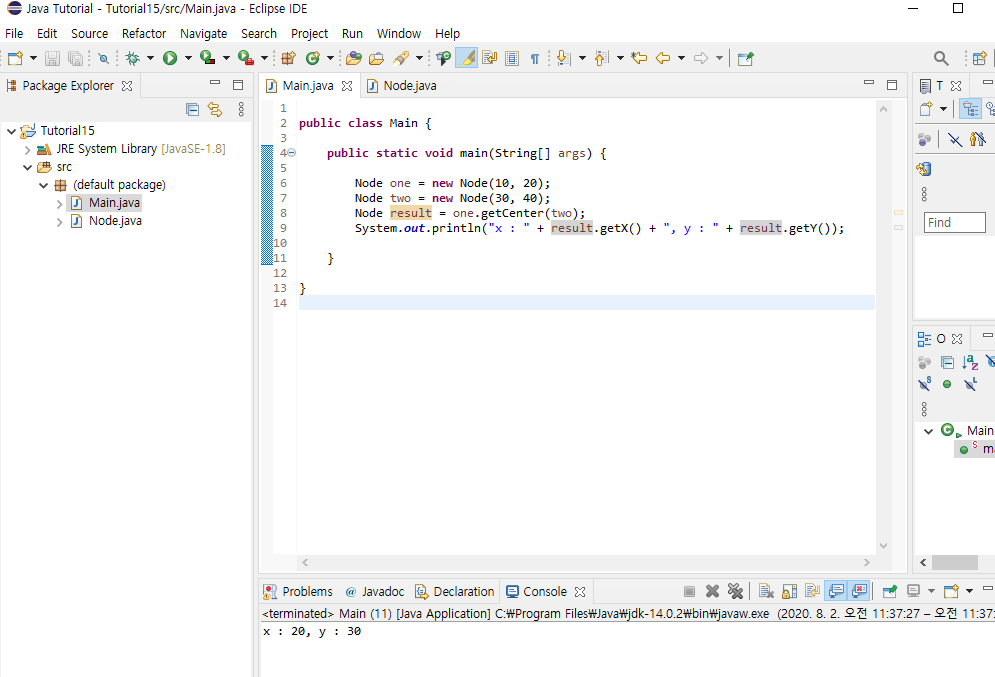 Java Tutorial - Tutorial15/src/Main.java - Eclipse IDE
File Edit Source Refactor Navigate Search Project Run Window Help
Package Explorer
Tutorial15
JRE System Library [JavaSE-1.8]
src
(default package)
Main.java
Node.java
Main.java Node.java
1
2 public class Main {
3
4 public static void main(String[] args) {
5
6 Node one = new Node(10, 20);
7 Node two = new Node(30, 40);
8 Node result = one.getCenter(two);
9 System.out.println("x : " + result.getX() + ", y : " + result.getY());
10
11 }
12
13 }
14
T
Find
O
Main
Problems @ Javadoc Declaration Console
<terminated> Main (11) [Java Application] C:₩Program Files₩Java₩jdk-14.0.2₩bin₩javaw.exe (2020. 8. 2. 오전 11:37:27 – 오전 11:37:
x : 20, y : 30